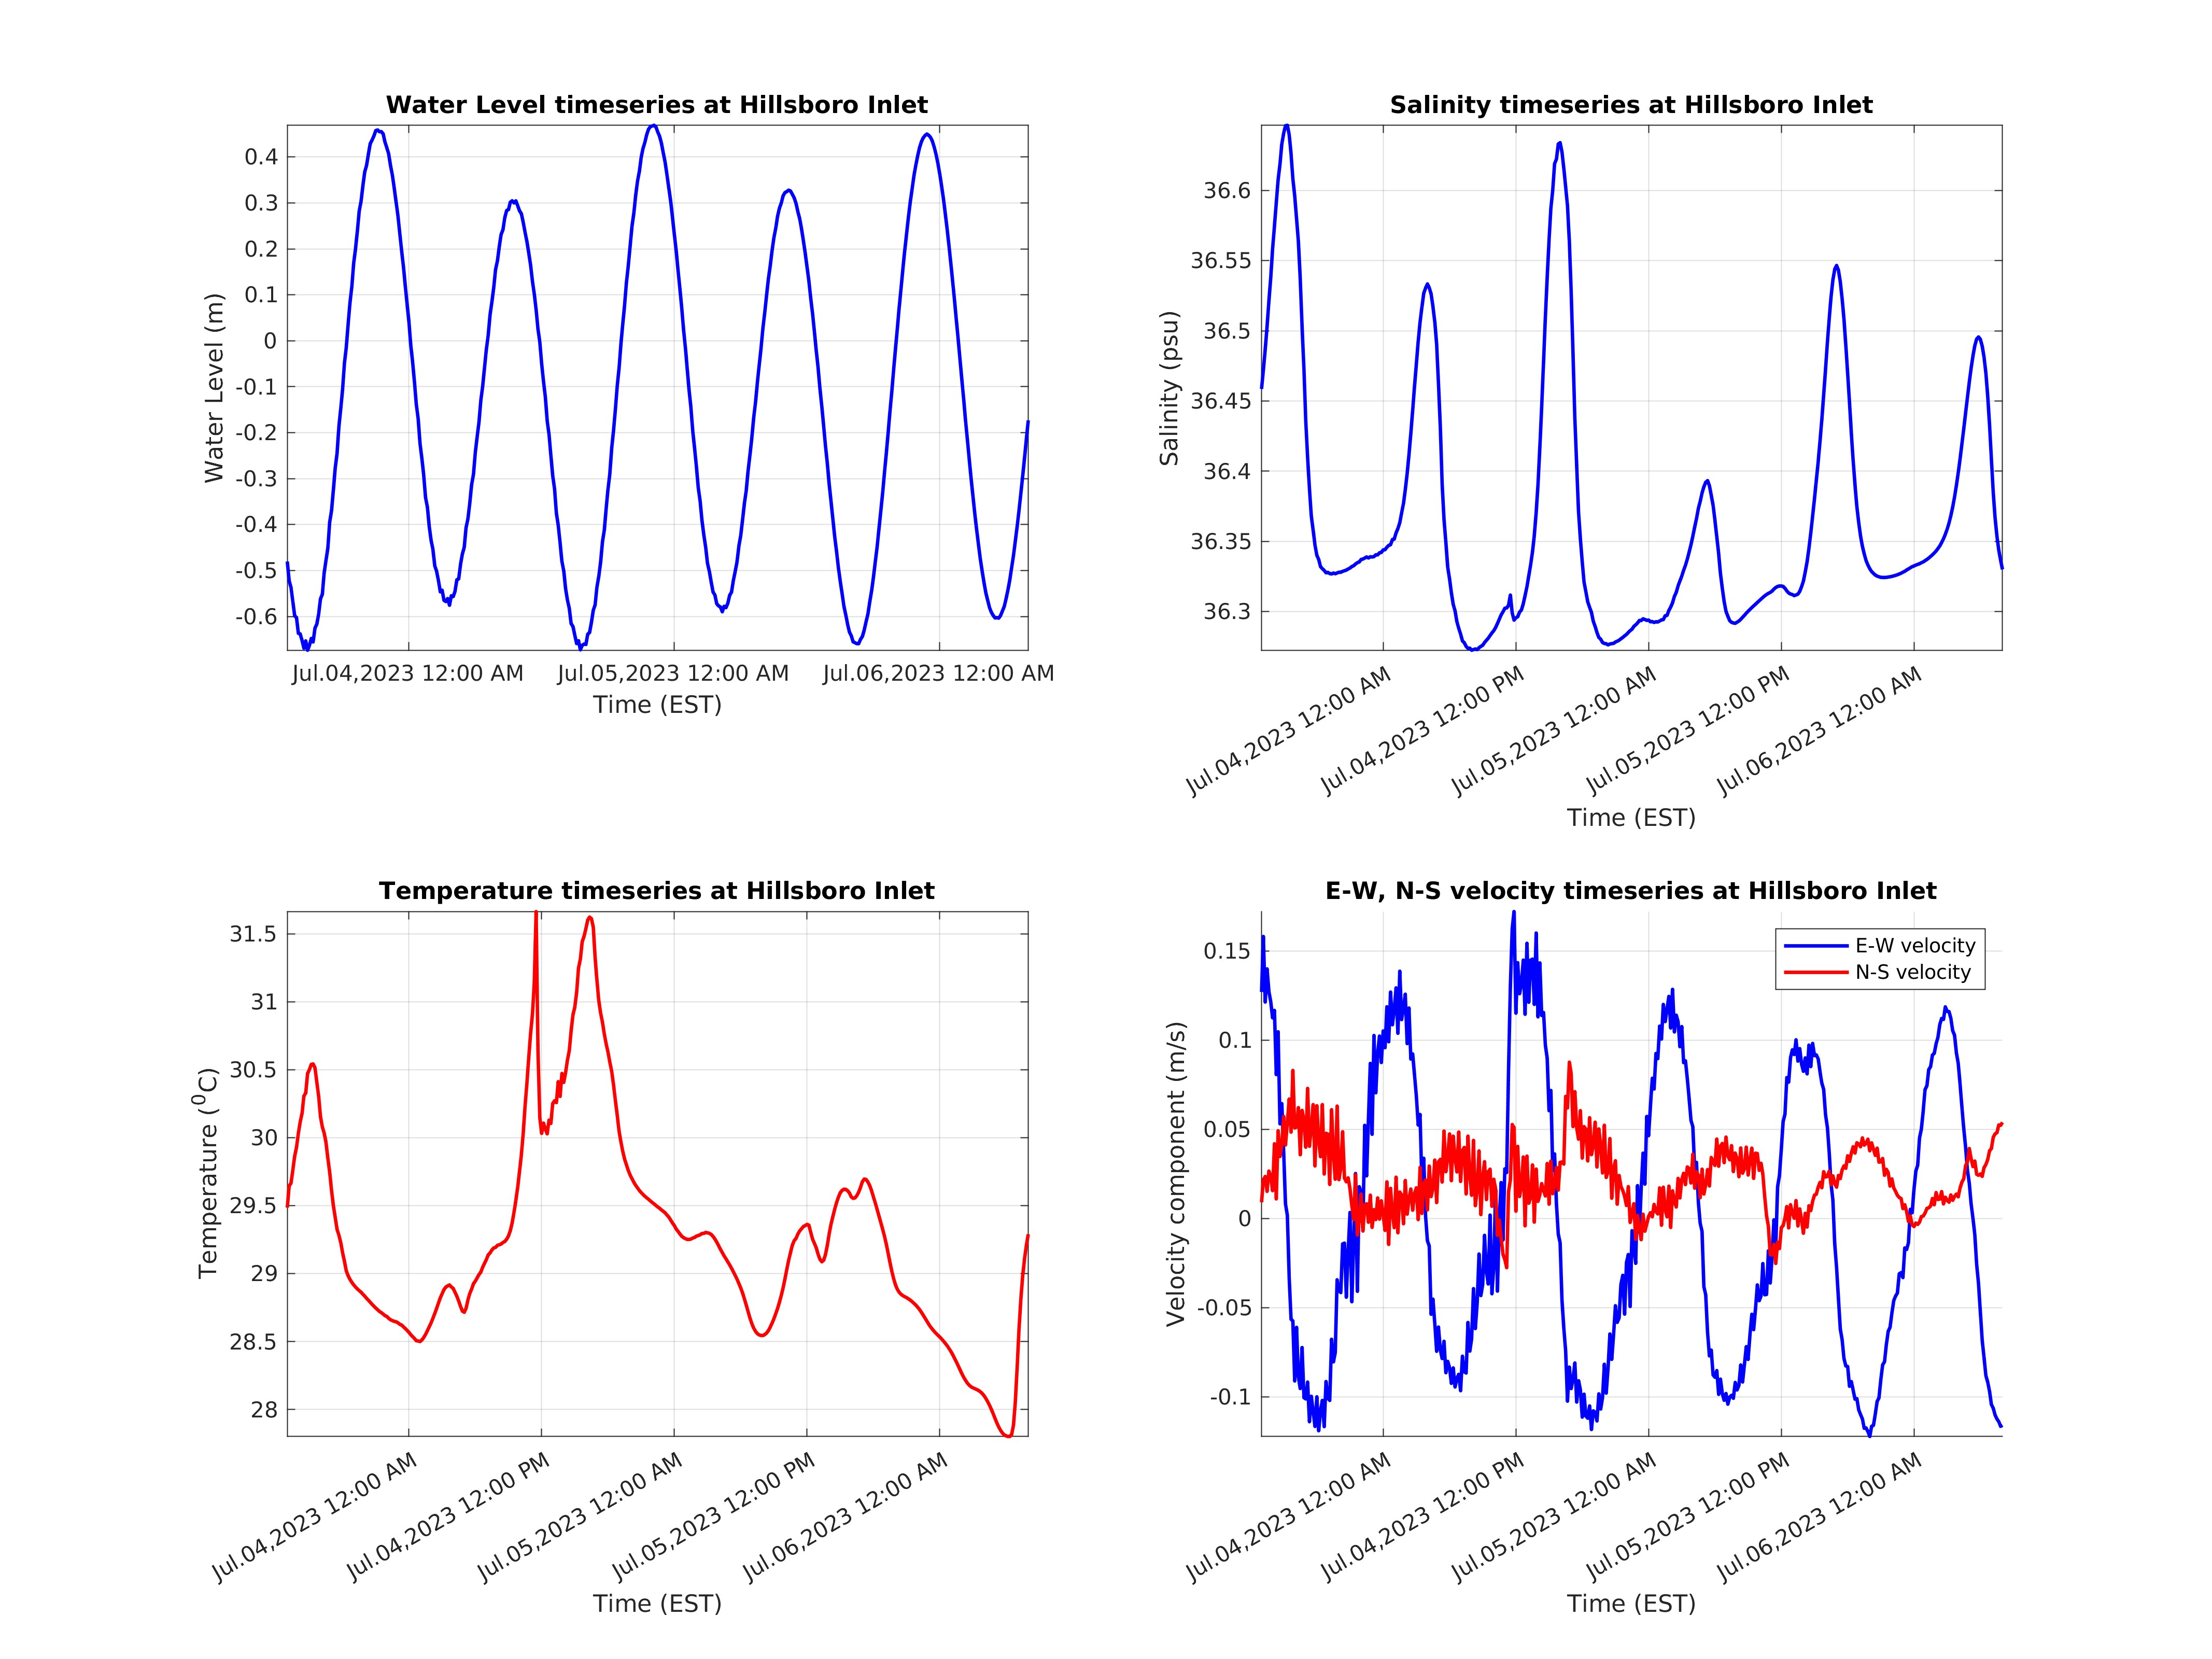 Water Level timeseries at Hillsboro Inlet
Water Level (m)
0.4
0.3
0.2
0.1
0
-0.1
-0.2
-0.3
-0.4
-0.5
-0.6
Jul.04,2023 12:00 AM
Jul.05,2023 12:00 AM
Jul.06,2023 12:00 AM
Time (EST)
Salinity timeseries at Hillsboro Inlet
Salinity (psu)
36.6
36.55
36.5
36.45
36.4
36.35
36.3
Jul.04,2023 12:00 AM
Jul.04,2023 12:00 PM
Jul.05,2023 12:00 AM
Jul.05,2023 12:00 PM
Jul.06,2023 12:00 AM
Time (EST)
Temperature timeseries at Hillsboro Inlet
Temperature (⁰C)
31.5
31
30.5
30
29.5
29
28.5
28
Jul.04,2023 12:00 AM
Jul.04,2023 12:00 PM
Jul.05,2023 12:00 AM
Jul.05,2023 12:00 PM
Jul.06,2023 12:00 AM
Time (EST)
E-W, N-S velocity timeseries at Hillsboro Inlet
Velocity component (m/s)
0.15
0.1
0.05
0
-0.05
-0.1
E-W velocity
N-S velocity
Jul.04,2023 12:00 AM
Jul.04,2023 12:00 PM
Jul.05,2023 12:00 AM
Jul.05,2023 12:00 PM
Jul.06,2023 12:00 AM
Time (EST)